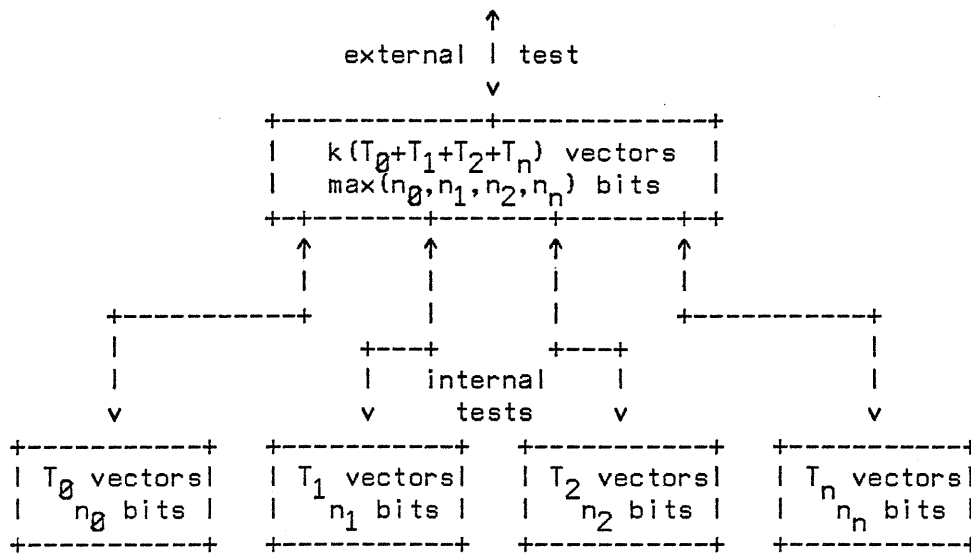 external test
k(T₀+T₁+T₂+Tₙ) vectors
max(n₀,n₁,n₂,nₙ) bits
internal
tests
T₀ vectors
n₀ bits
T₁ vectors
n₁ bits
T₂ vectors
n₂ bits
Tₙ vectors
nₙ bits